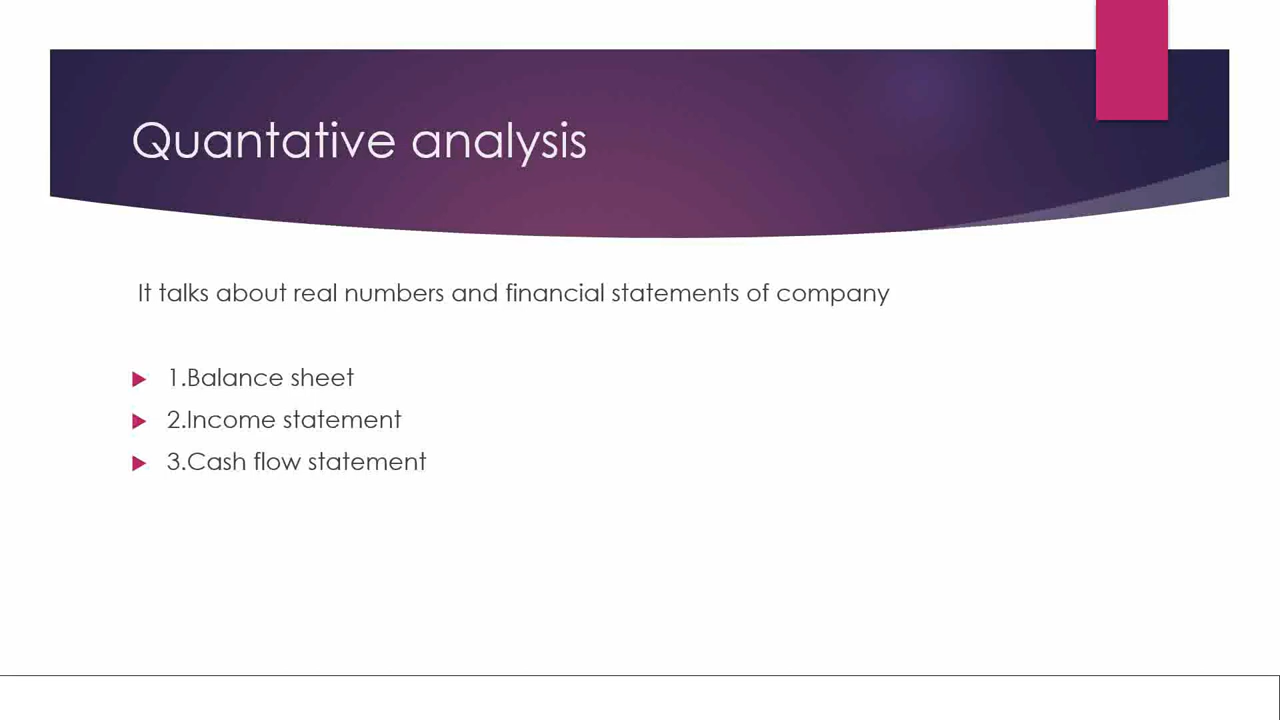 Quantative analysis
It talks about real numbers and financial statements of company
1.Balance sheet
2.Income statement
3.Cash flow statement